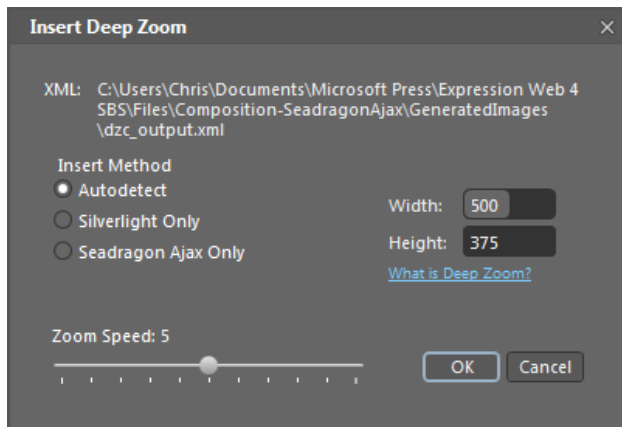 Insert Deep Zoom
XML: C:\Users\Chris\Documents\Microsoft Press\Expression Web 4
SBS\Files\Composition-SeadragonAjax\GeneratedImages
\dzc_output.xml
Insert Method
Autodetect
Silverlight Only
Seadragon Ajax Only
Width: 500
Height: 375
What is Deep Zoom?
Zoom Speed: 5
OK Cancel